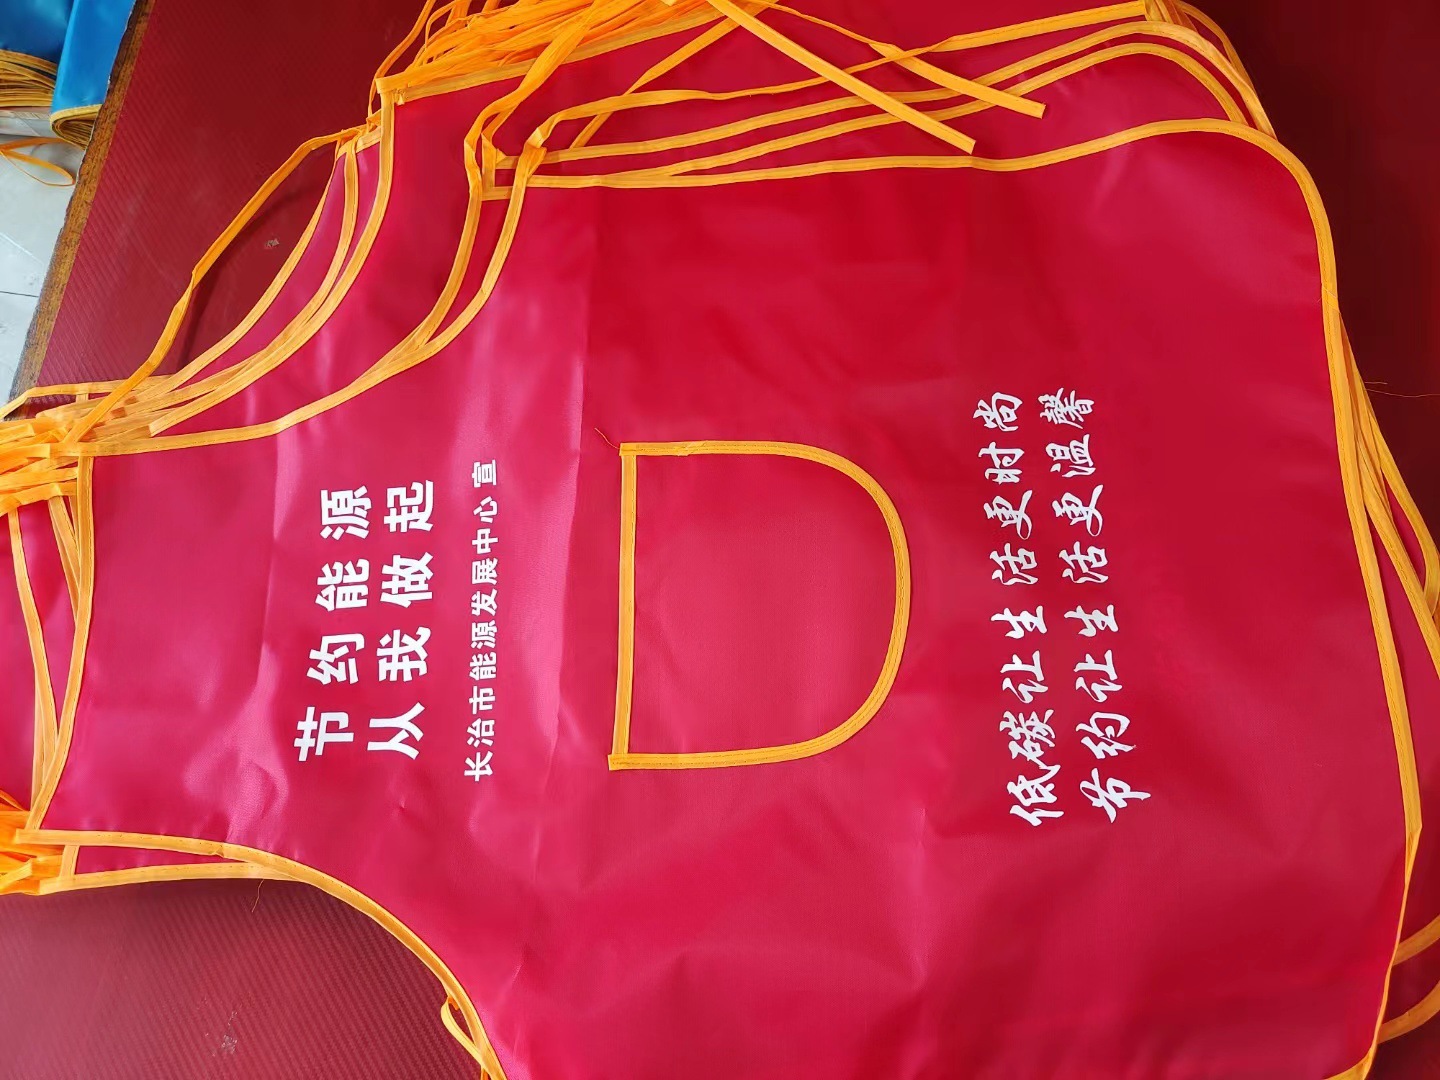 节约能源
从我做起
长治市能源发展中心 宣
低碳让生活更时尚
节约让生活更温馨